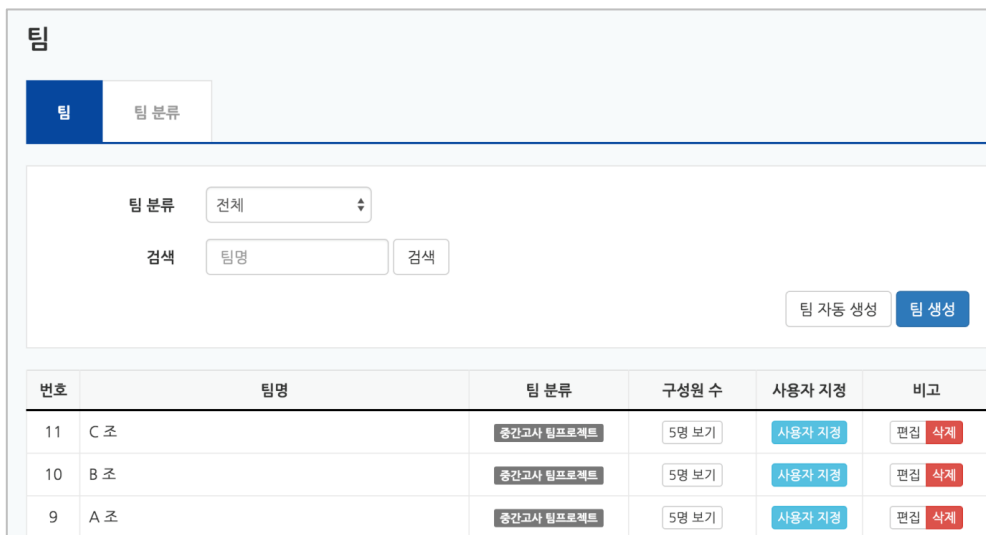 팀
팀 팀 분류
팀 분류 전체
검색 팀명 검색
팀 자동 생성 팀 생성
번호 팀명 팀 분류 구성원 수 사용자 지정 비고
11 C 조 중간고사 팀프로젝트 5명 보기 사용자 지정 편집 삭제
10 B 조 중간고사 팀프로젝트 5명 보기 사용자 지정 편집 삭제
9 A 조 중간고사 팀프로젝트 5명 보기 사용자 지정 편집 삭제